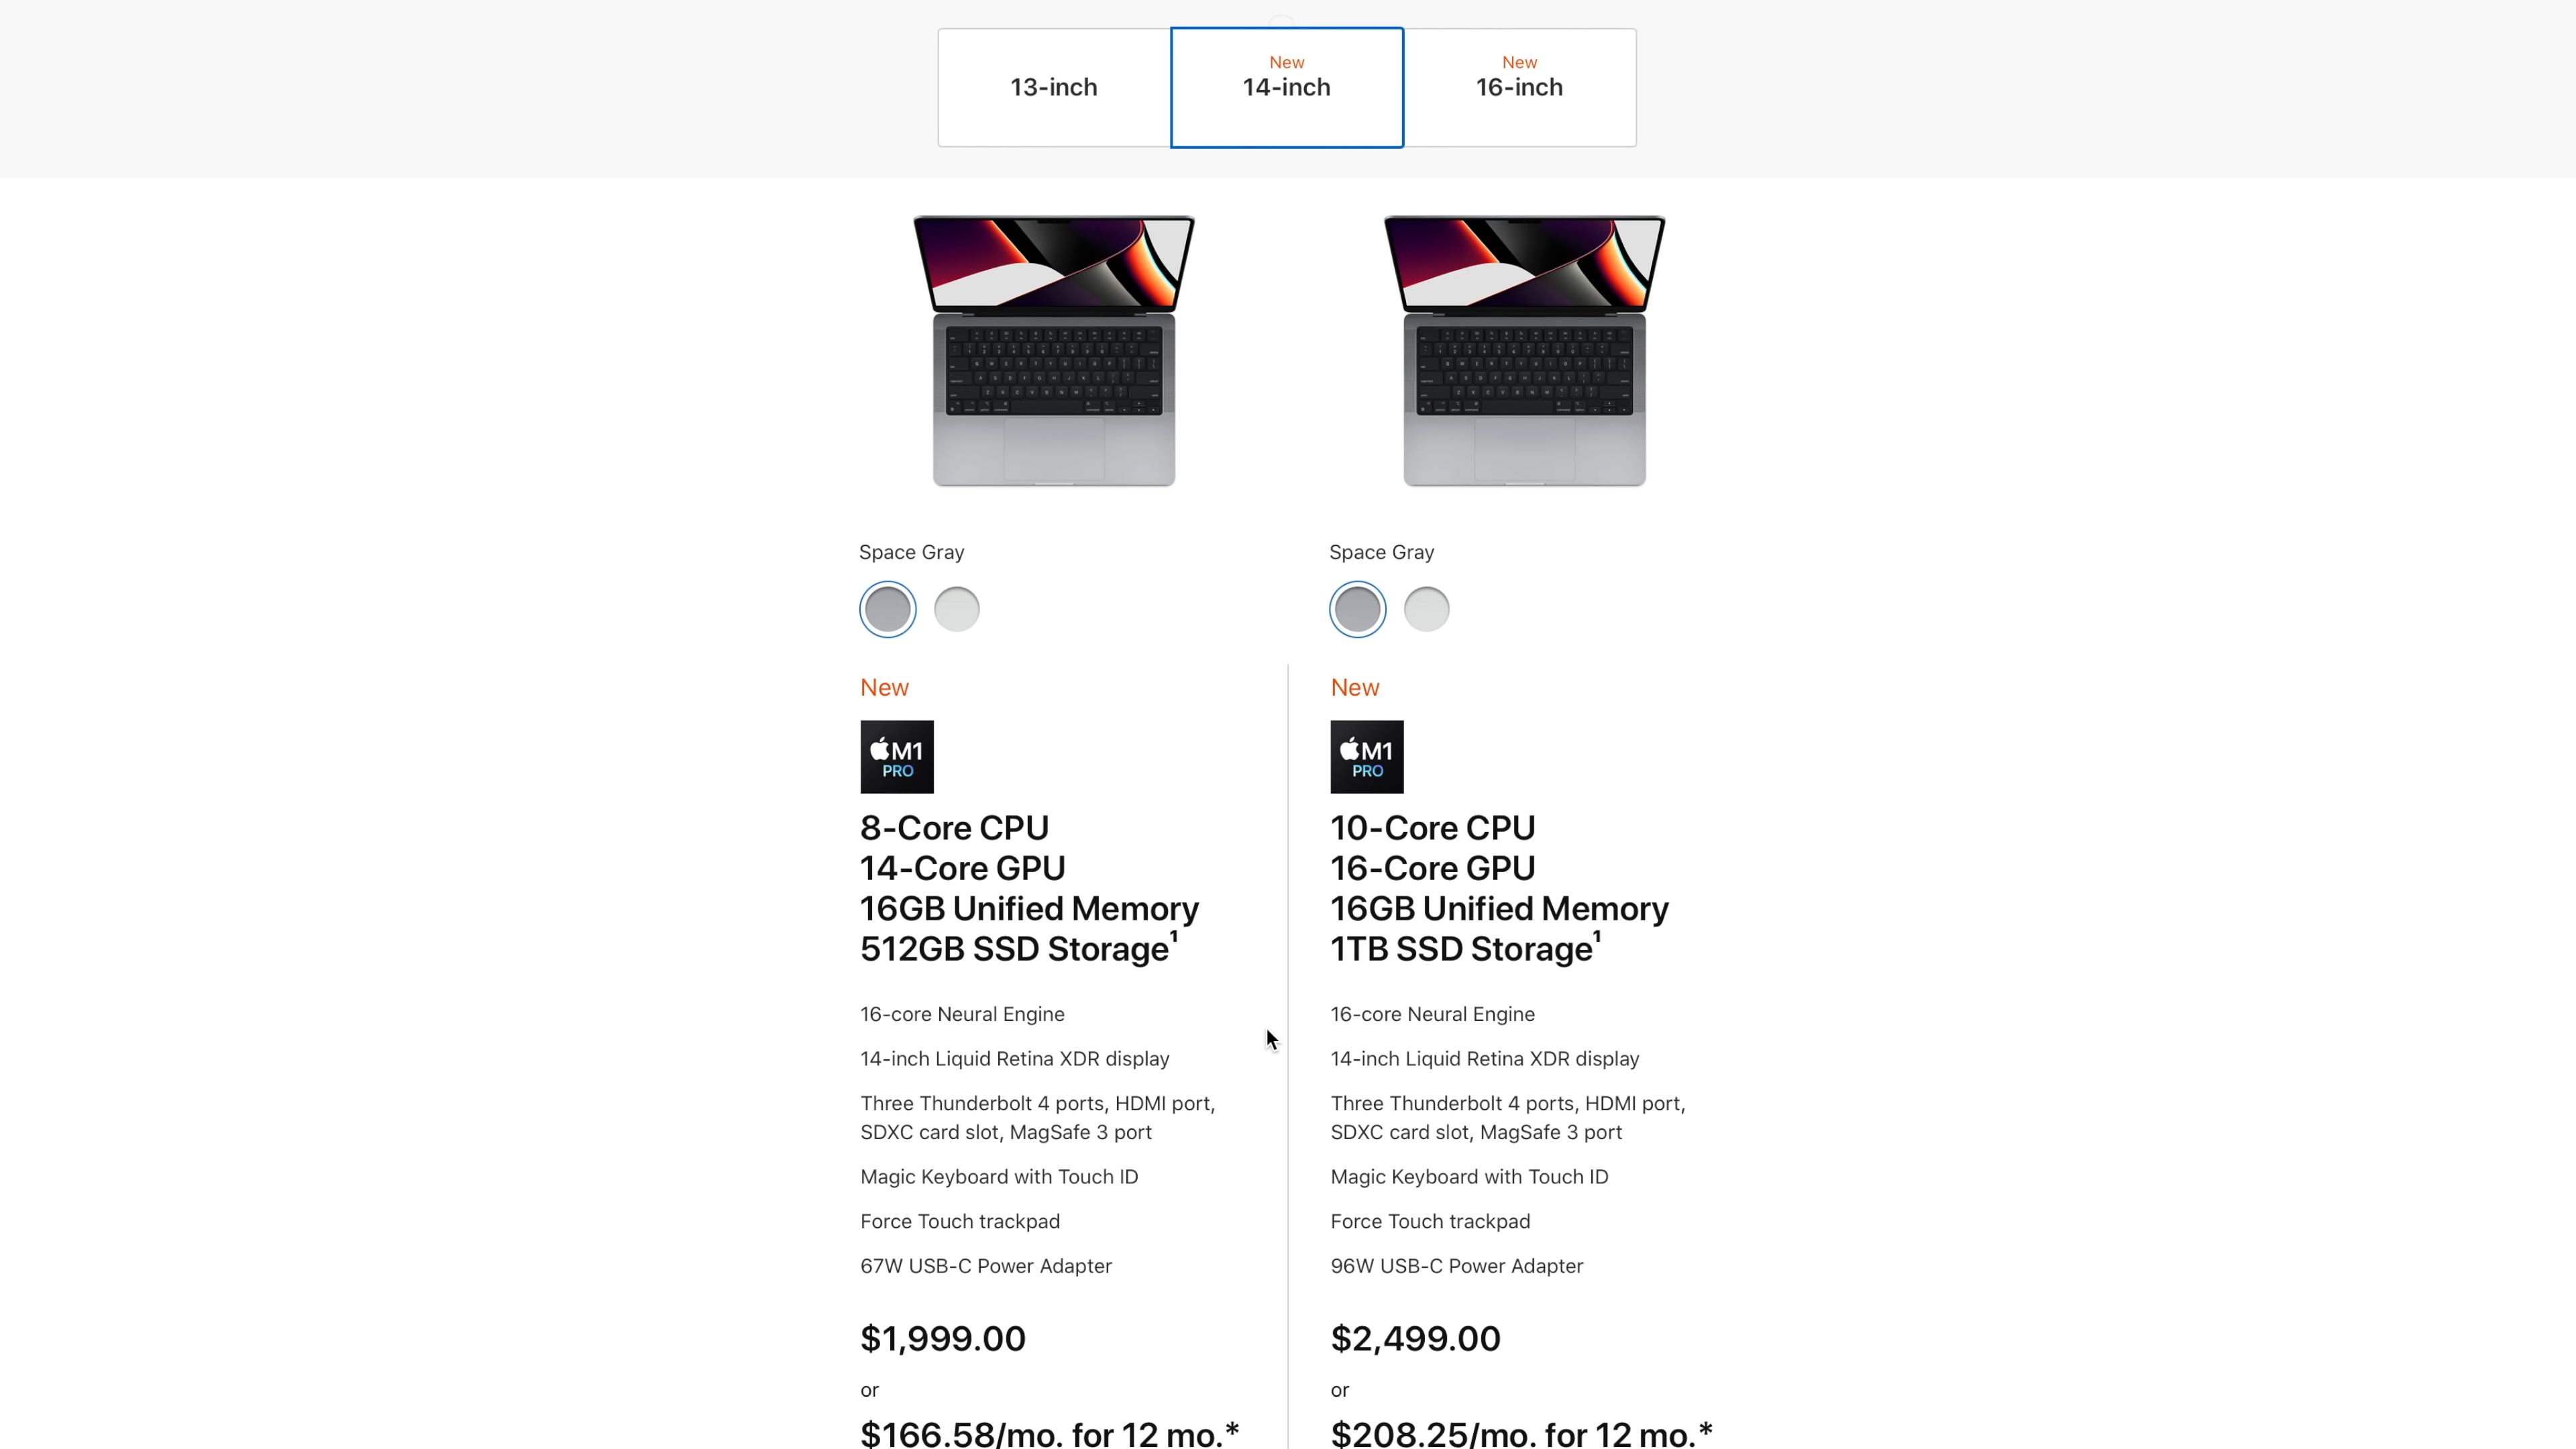 New
New
13-inch
14-inch
16-inch
Space Gray
Space Gray
New
M1
PRO
8-Core CPU
14-Core GPU
16GB Unified Memory
512GB SSD Storage¹
16-core Neural Engine
14-inch Liquid Retina XDR display
Three Thunderbolt 4 ports, HDMI port,
SDXC card slot, MagSafe 3 port
Magic Keyboard with Touch ID
Force Touch trackpad
67W USB-C Power Adapter
$1,999.00
or
$166.58/mo. for 12 mo.*
New
M1
PRO
10-Core CPU
16-Core GPU
16GB Unified Memory
1TB SSD Storage¹
16-core Neural Engine
14-inch Liquid Retina XDR display
Three Thunderbolt 4 ports, HDMI port,
SDXC card slot, MagSafe 3 port
Magic Keyboard with Touch ID
Force Touch trackpad
96W USB-C Power Adapter
$2,499.00
or
$208.25/mo. for 12 mo.*